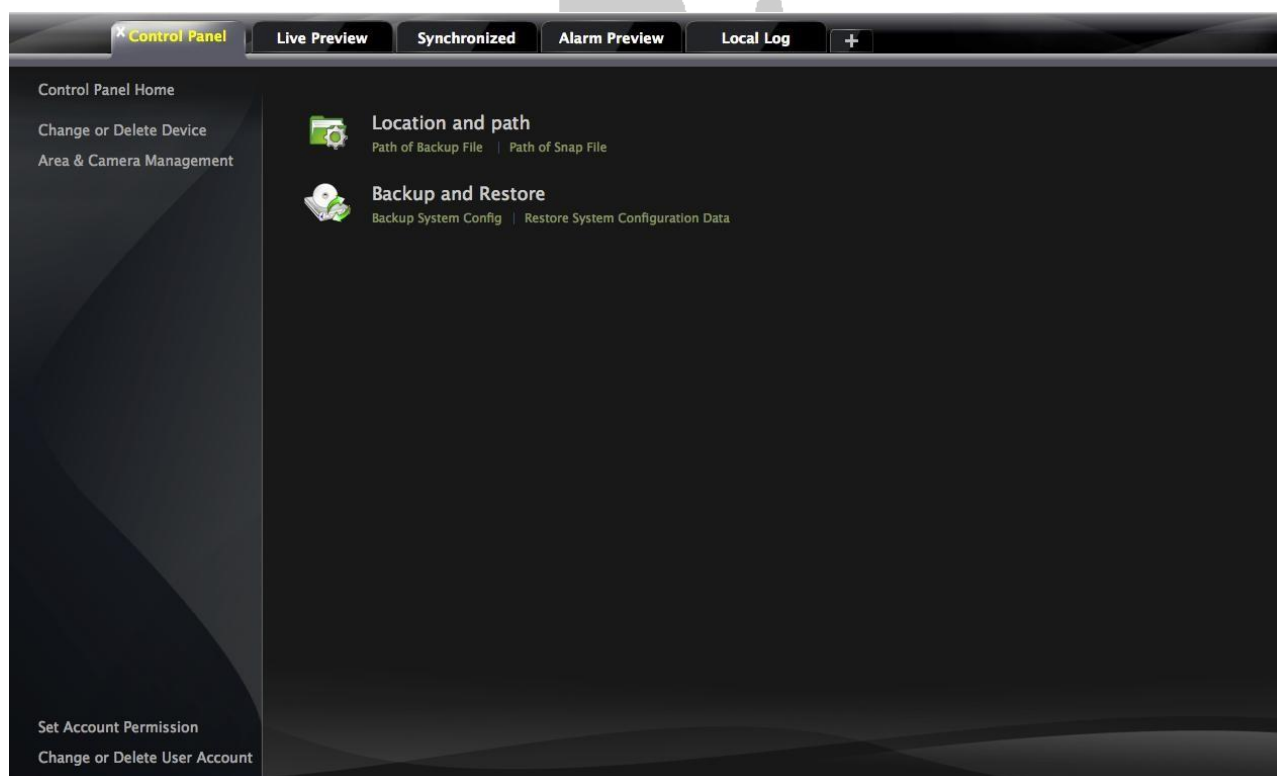 Control Panel
Live Preview
Synchronized
Alarm Preview
Local Log
Control Panel Home
Change or Delete Device
Area & Camera Management
Location and path
Path of Backup File | Path of Snap File
Backup and Restore
Backup System Config | Restore System Configuration Data
Set Account Permission
Change or Delete User Account